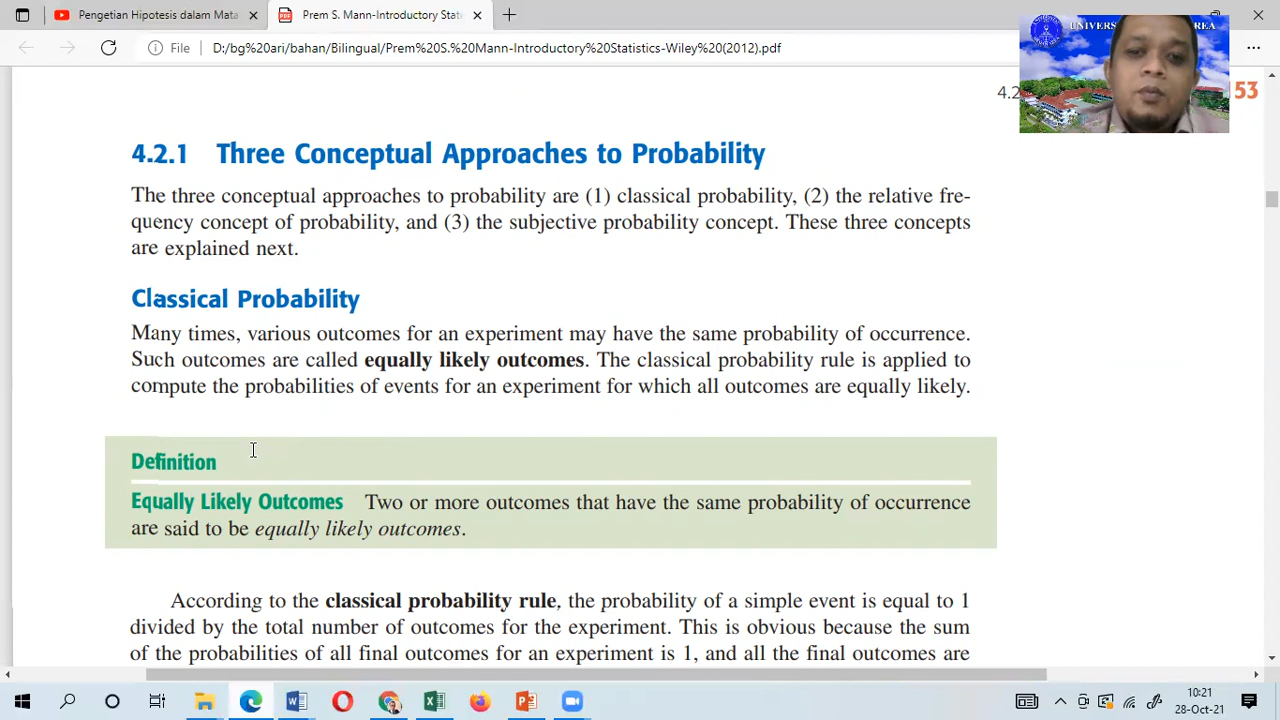 Pengetian Hipotesis dalam Mata
Prem S. Mann-Introductory Stat
File
D:/bg%20ari/bahan/Bilingual/Prem%20S.%20Mann-Introductory%20Statistics-Wiley%20(2012).pdf
UNIVERS
REA
4.2
53
4.2.1 Three Conceptual Approaches to Probability
The three conceptual approaches to probability are (1) classical probability, (2) the relative fre-
quency concept of probability, and (3) the subjective probability concept. These three concepts
are explained next.
Classical Probability
Many times, various outcomes for an experiment may have the same probability of occurrence.
Such outcomes are called equally likely outcomes. The classical probability rule is applied to
compute the probabilities of events for an experiment for which all outcomes are equally likely.
Definition
Equally Likely Outcomes Two or more outcomes that have the same probability of occurrence
are said to be equally likely outcomes.
According to the classical probability rule, the probability of a simple event is equal to 1
divided by the total number of outcomes for the experiment. This is obvious because the sum
of the probabilities of all final outcomes for an experiment is 1, and all the final outcomes are
10:21
28-Oct-21